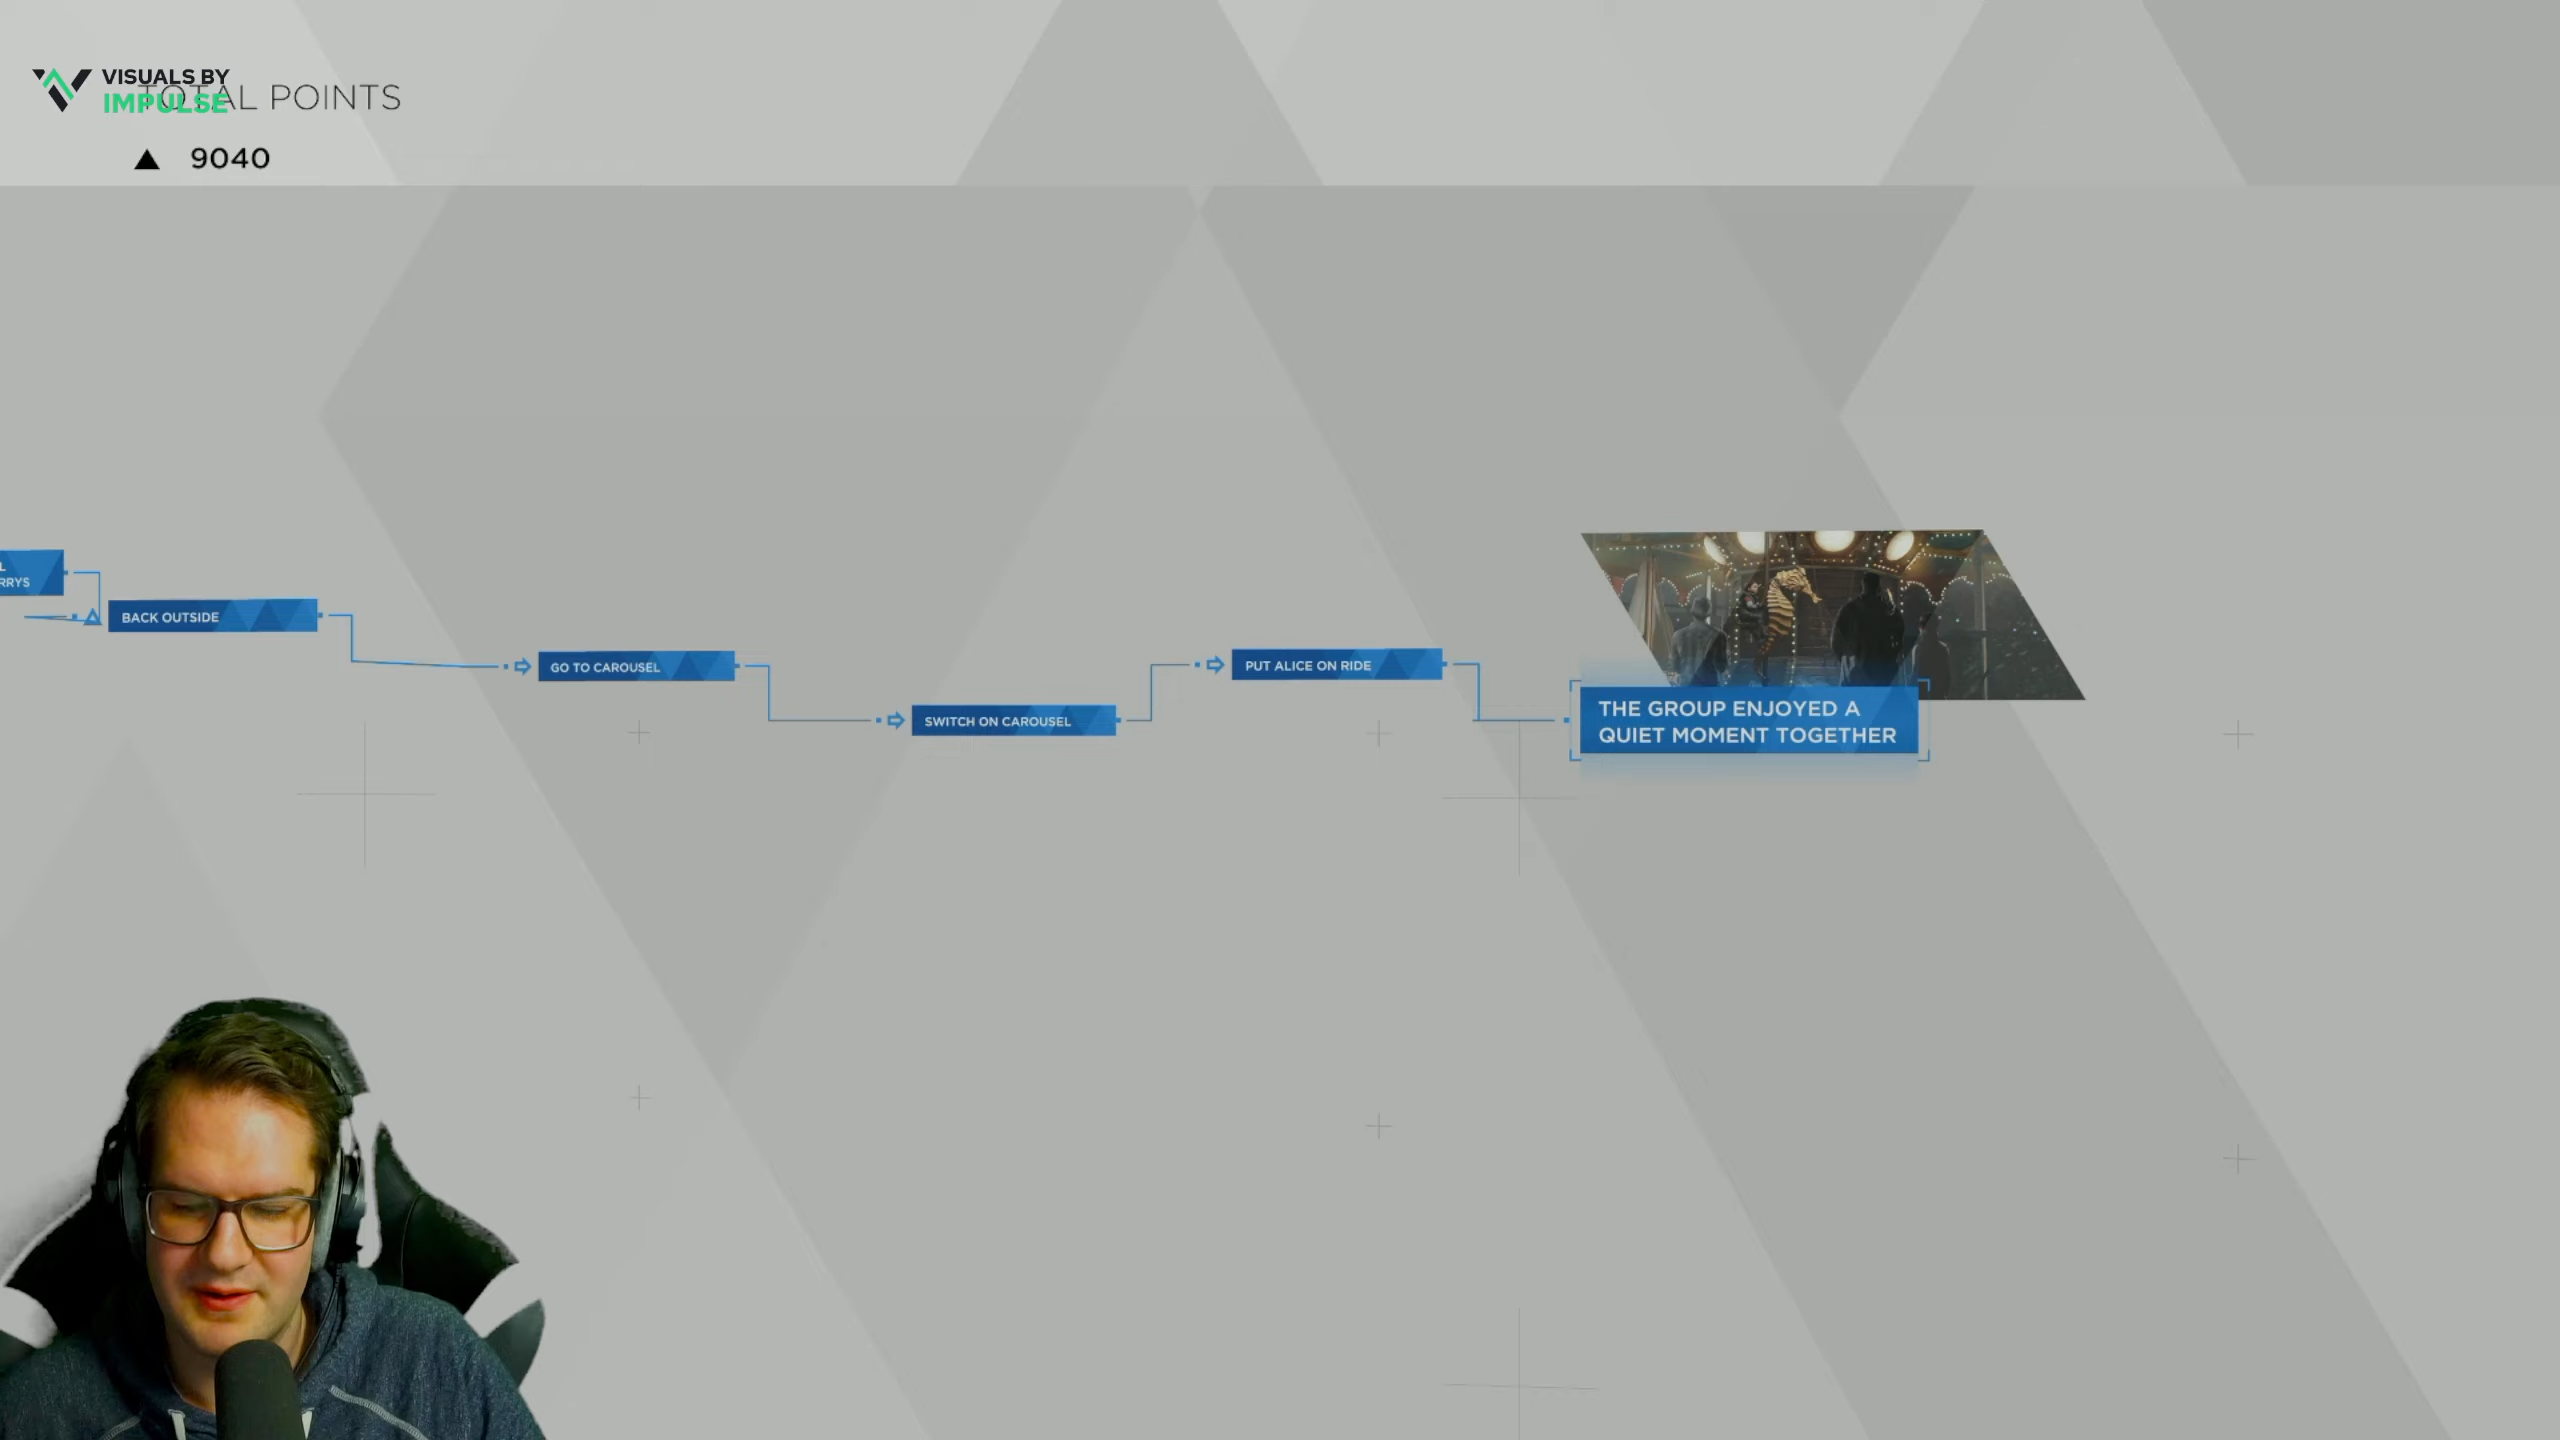 VISUALS BY
IMPULSE
TOTAL POINTS
9040
L
RRYS
BACK OUTSIDE
GO TO CAROUSEL
SWITCH ON CAROUSEL
PUT ALICE ON RIDE
THE GROUP ENJOYED A
QUIET MOMENT TOGETHER